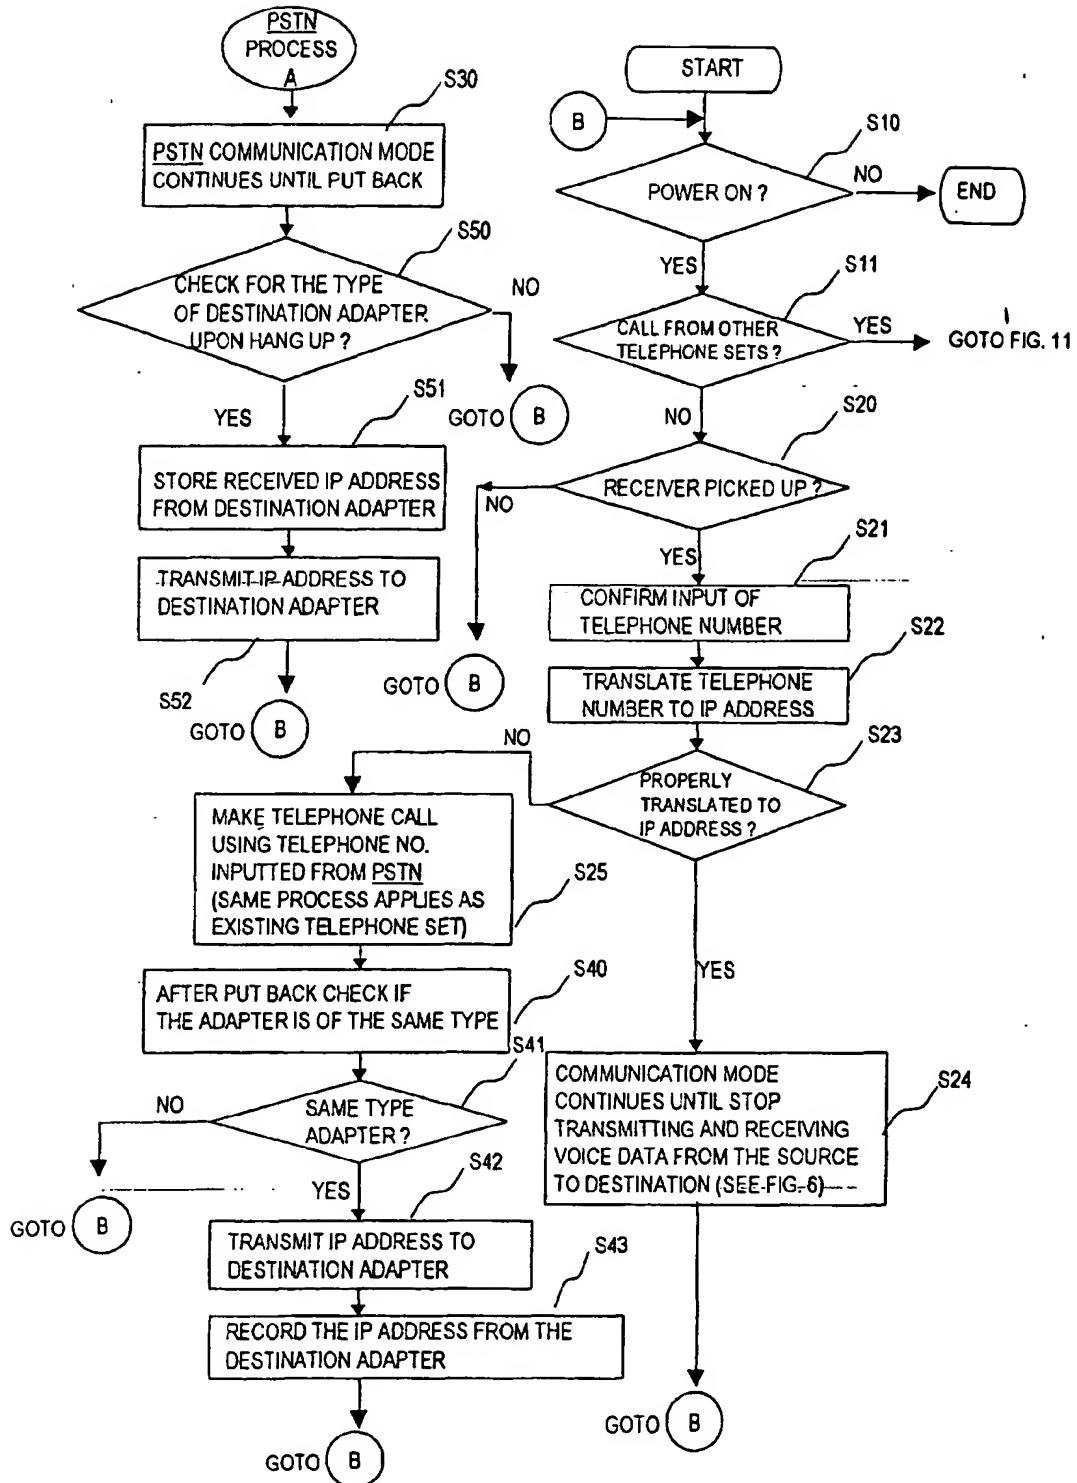 PSTN
PROCESS
A
S30
PSTN COMMUNICATION MODE
CONTINUES UNTIL PUT BACK
S50
CHECK FOR THE TYPE
OF DESTINATION ADAPTER
UPON HANG UP ?
NO
GOTO B
YES
S51
STORE RECEIVED IP ADDRESS
FROM DESTINATION ADAPTER
TRANSMIT IP ADDRESS TO
DESTINATION ADAPTER
S52
GOTO B
START
B
S10
POWER ON ?
NO
END
YES
S11
CALL FROM OTHER
TELEPHONE SETS ?
YES
GOTO FIG. 11
NO
S20
RECEIVER PICKED UP ?
NO
GOTO B
YES
S21
CONFIRM INPUT OF
TELEPHONE NUMBER
S22
TRANSLATE TELEPHONE
NUMBER TO IP ADDRESS
S23
PROPERLY
TRANSLATED TO
IP ADDRESS ?
NO
MAKE TELEPHONE CALL
USING TELEPHONE NO.
INPUTTED FROM PSTN
(SAME PROCESS APPLIES AS
EXISTING TELEPHONE SET)
S25
AFTER PUT BACK CHECK IF
THE ADAPTER IS OF THE SAME TYPE
S40
S41
SAME TYPE
ADAPTER ?
NO
GOTO B
YES
S42
TRANSMIT IP ADDRESS TO
DESTINATION ADAPTER
S43
RECORD THE IP ADDRESS FROM THE
DESTINATION ADAPTER
GOTO B
YES
COMMUNICATION MODE
CONTINUES UNTIL STOP
TRANSMITTING AND RECEIVING
VOICE DATA FROM THE SOURCE
TO DESTINATION (SEE FIG. 6)
S24
GOTO B